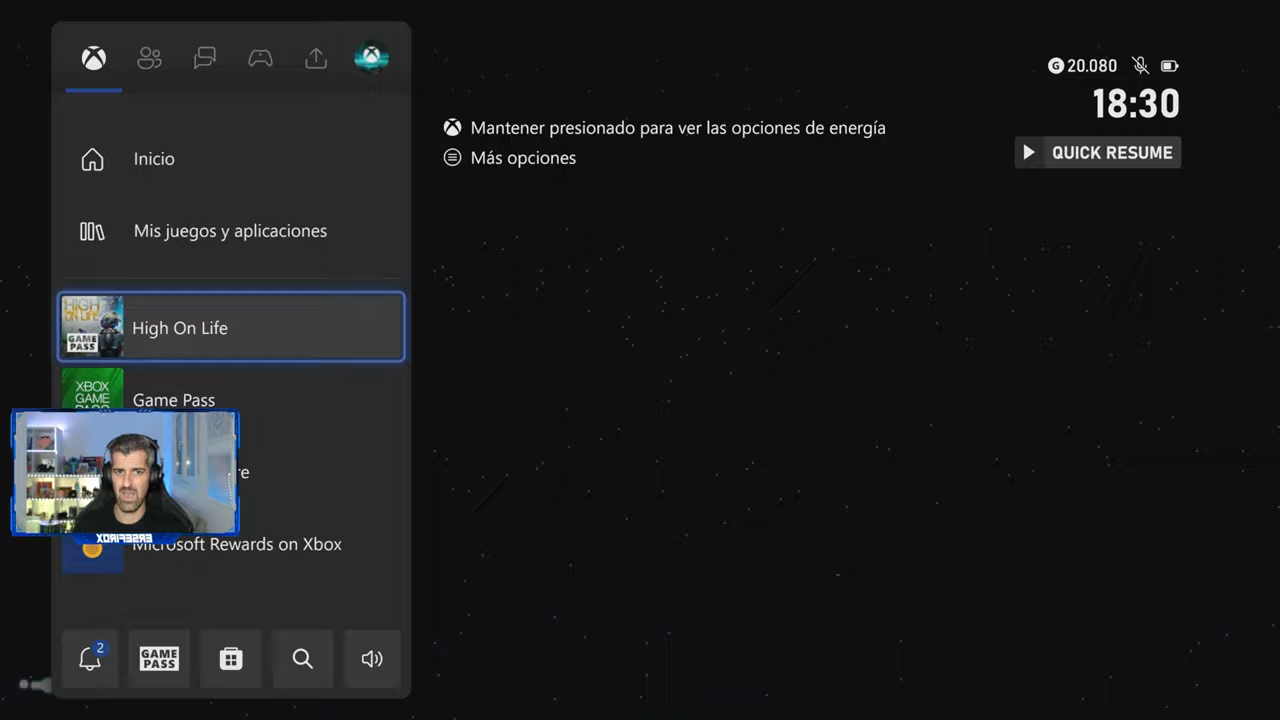 20.080
18:30
QUICK RESUME
Mantener presionado para ver las opciones de energía
Más opciones
Inicio
Mis juegos y aplicaciones
HIGH ON LIFE
GAME PASS
High On Life
XBOX
GAME
PASS
Game Pass
re
Microsoft Rewards on Xbox
2
GAME PASS